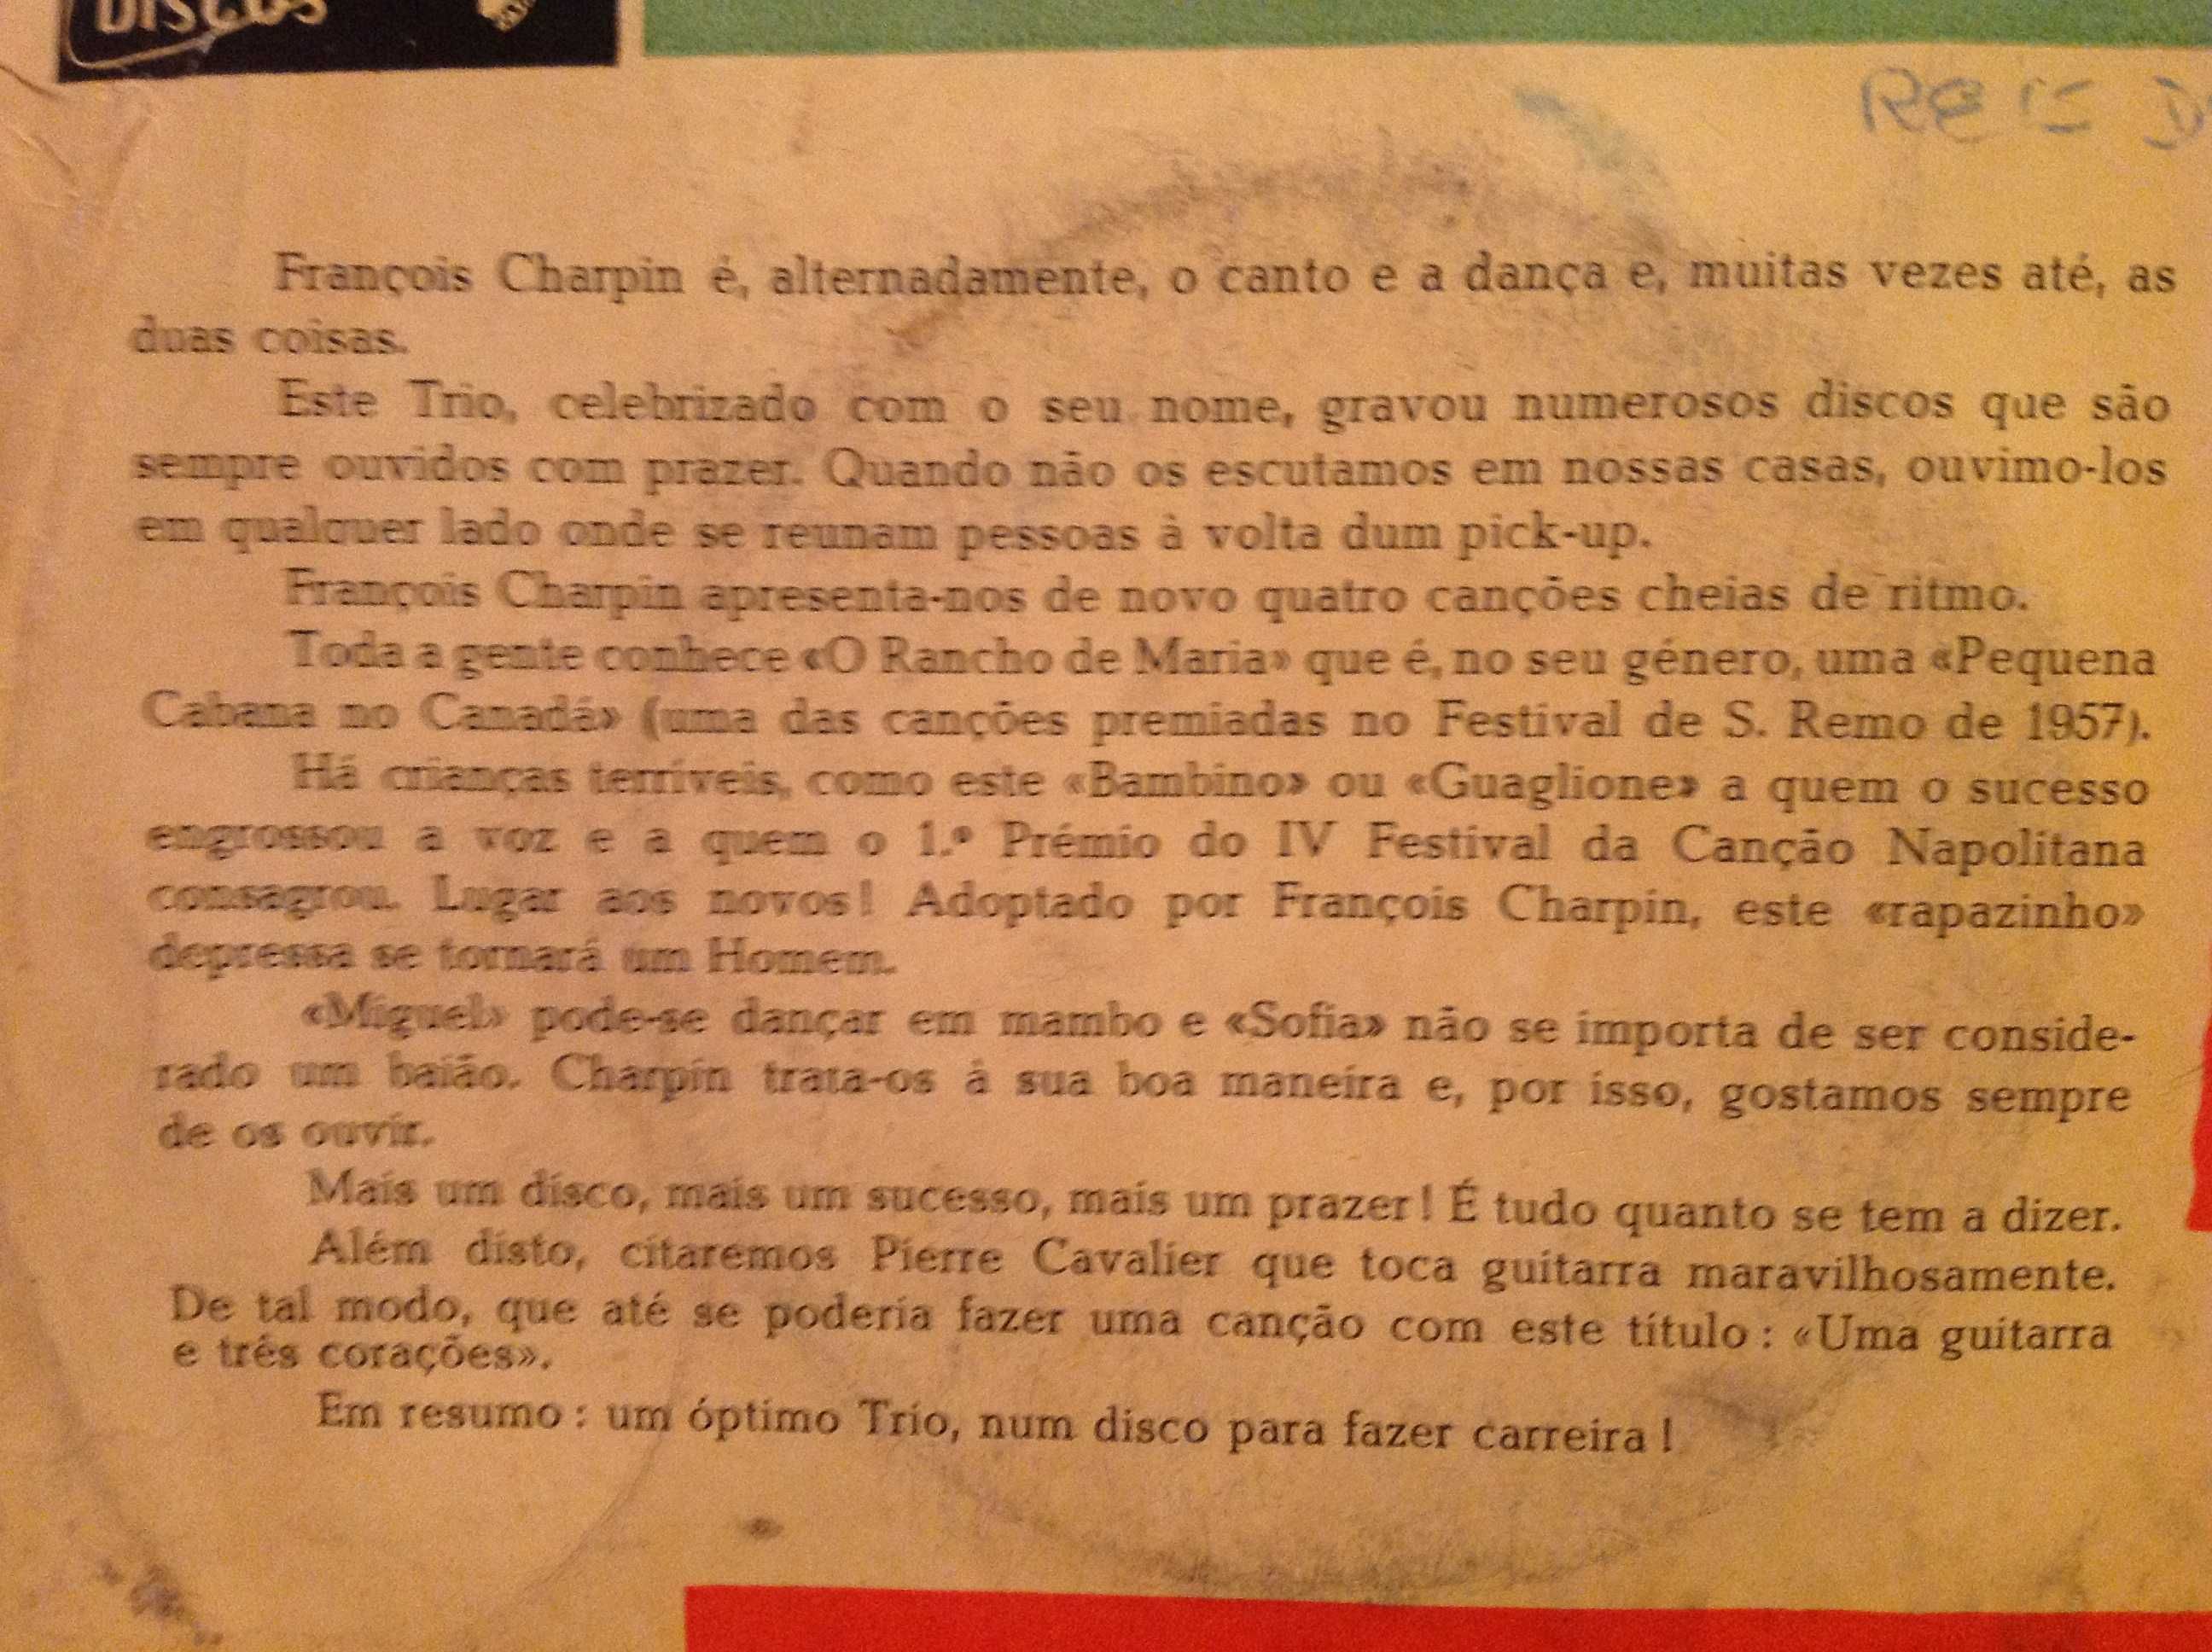 DISCOS
REIS D
François Charpin é, alternadamente, o canto e a dança e, muitas vezes até, as
duas coisas.
Este Trio, celebrizado com o seu nome, gravou numerosos discos que são
sempre ouvidos com prazer. Quando não os escutamos em nossas casas, ouvimo-los
em qualquer lado onde se reunam pessoas à volta dum pick-up.
François Charpin apresenta-nos de novo quatro canções cheias de ritmo.
Toda a gente conhece «O Rancho de Maria» que é, no seu género, uma «Pequena
Cabana no Canadá» (uma das canções premiadas no Festival de S. Remo de 1957).
Há crianças terríveis, como este «Bambino» ou «Guaglione» a quem o sucesso
engrossou a voz e a quem o 1.º Prémio do IV Festival da Canção Napolitana
consagrou. Lugar aos novos! Adoptado por François Charpin, este «rapazinho»
depressa se tornará um Homem.
«Miguel» pode-se dançar em mambo e «Sofia» não se importa de ser conside-
rado um baião. Charpin trata-os à sua boa maneira e, por isso, gostamos sempre
de os ouvir.
Mais um disco, mais um sucesso, mais um prazer! É tudo quanto se tem a dizer.
Além disto, citaremos Pierre Cavalier que toca guitarra maravilhosamente.
De tal modo, que até se poderia fazer uma canção com este título: «Uma guitarra
e três corações».
Em resumo: um óptimo Trio, num disco para fazer carreira!